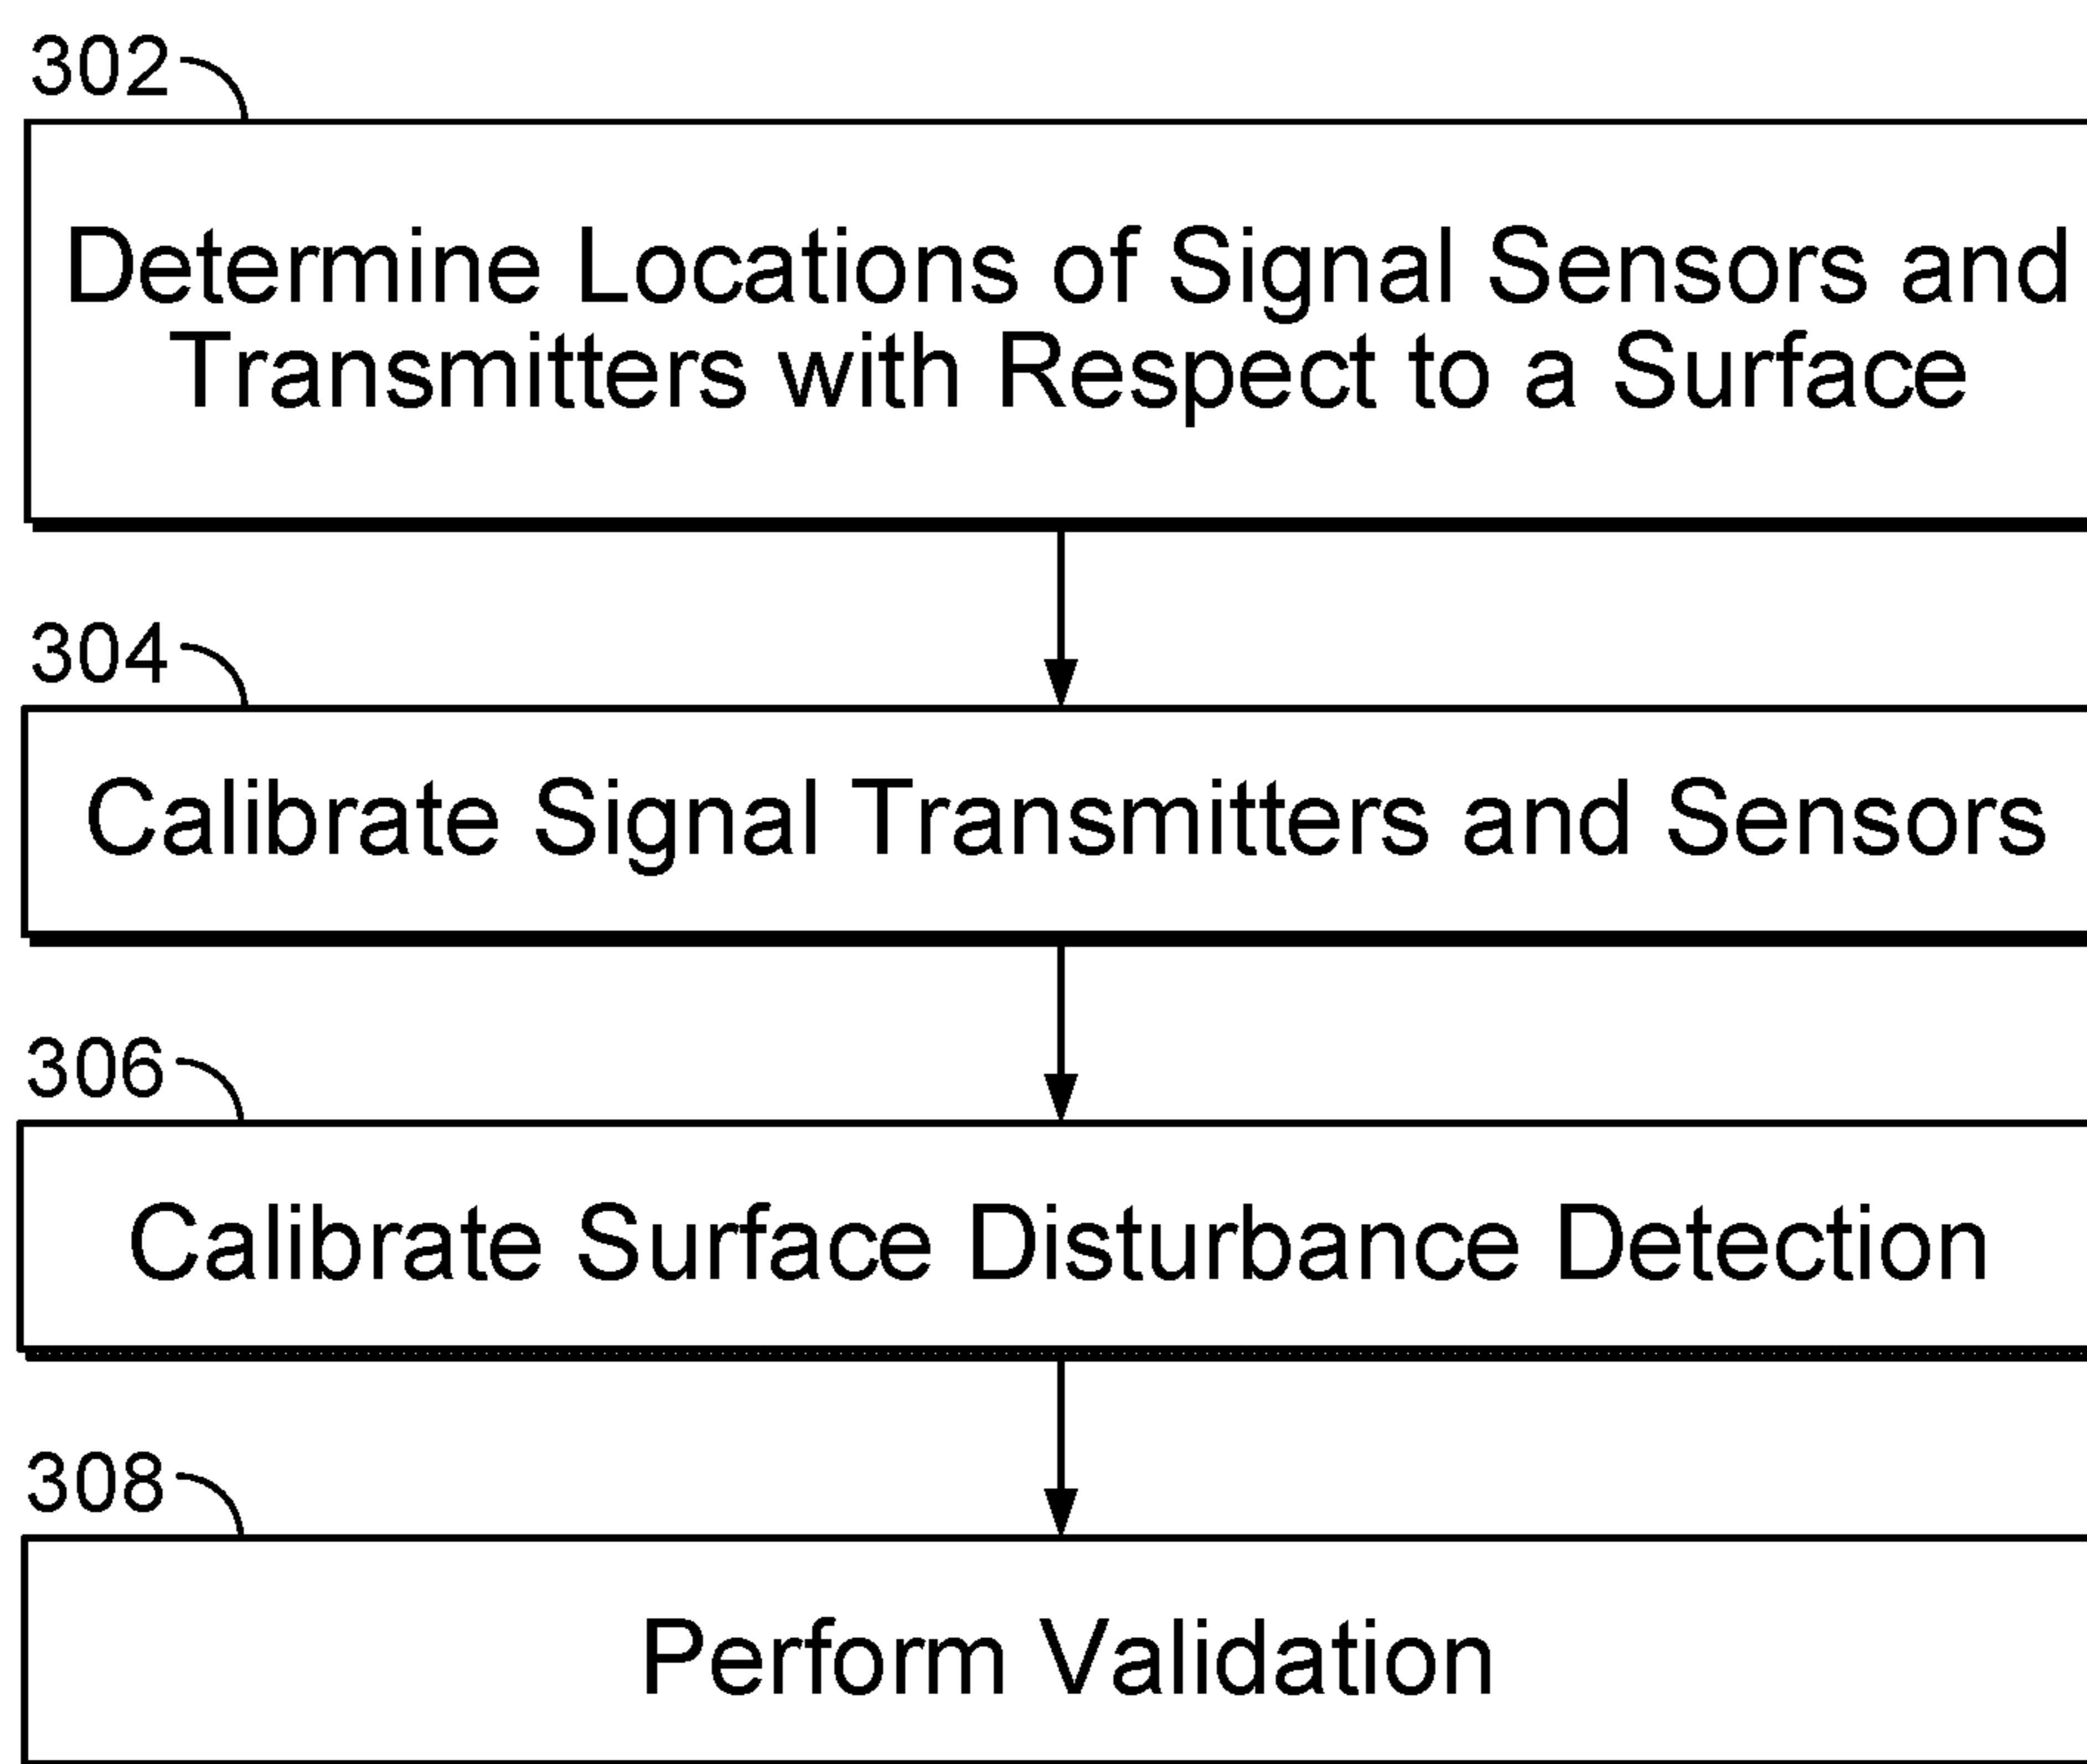 302
Determine Locations of Signal Sensors and
Transmitters with Respect to a Surface
304
Calibrate Signal Transmitters and Sensors
306
Calibrate Surface Disturbance Detection
308
Perform Validation